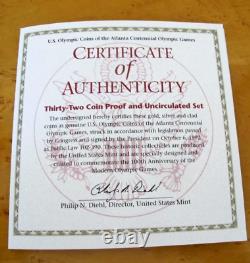 U.S. Olympic Coins of the Atlanta Centennial Olympic Games
CERTIFICATE
of
AUTHENTICITY
Thirty-Two Coin Proof and Uncirculated Set
The undersigned hereby certifies these gold, silver and clad
coins as genuine U.S. Olympic Coins of the Atlanta Centennial
Olympic Games, struck in accordance with legislation passed
by Congress and signed by the President on October 6, 1992
as Public Law 102-390. These historic collectibles are produced
by the United States Mint and specially designed and
created to commemorate the 100th Anniversary of the
Modern Olympic Games.
Philip N. Diehl
Philip N. Diehl, Director, United States Mint